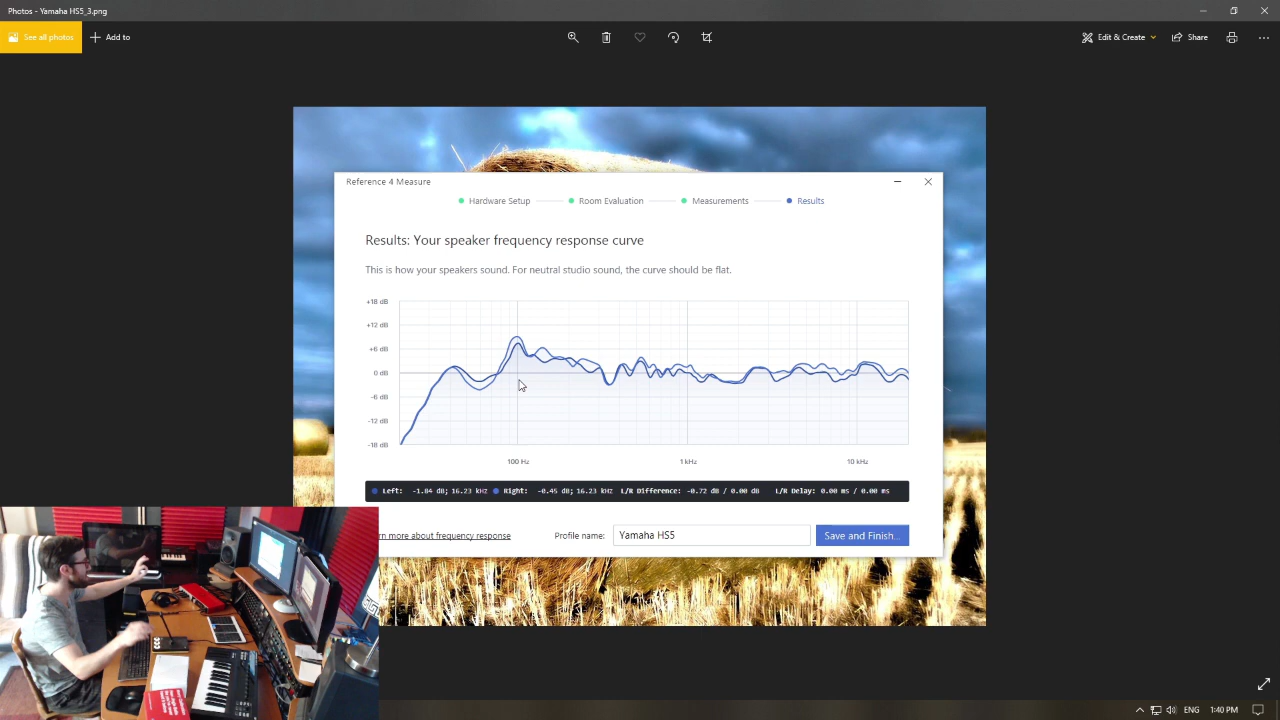 Photos - Yamaha HS5_3.png
See all photos
Add to
Edit & Create
Share
Reference 4 Measure
Hardware Setup
Room Evaluation
Measurements
Results
Results: Your speaker frequency response curve
This is how your speakers sound. For neutral studio sound, the curve should be flat.
+18 dB
+12 dB
+6 dB
0 dB
-6 dB
-12 dB
-18 dB
100 Hz
1 kHz
10 kHz
Left: -1.84 dB; 16.23 kHz Right: -0.45 dB; 16.23 kHz L/R Difference: -0.72 dB / 0.00 dB L/R Delay: 0.00 ms / 0.00 ms
rn more about frequency response
Profile name:
Yamaha HS5
Save and Finish...
ENG
1:40 PM